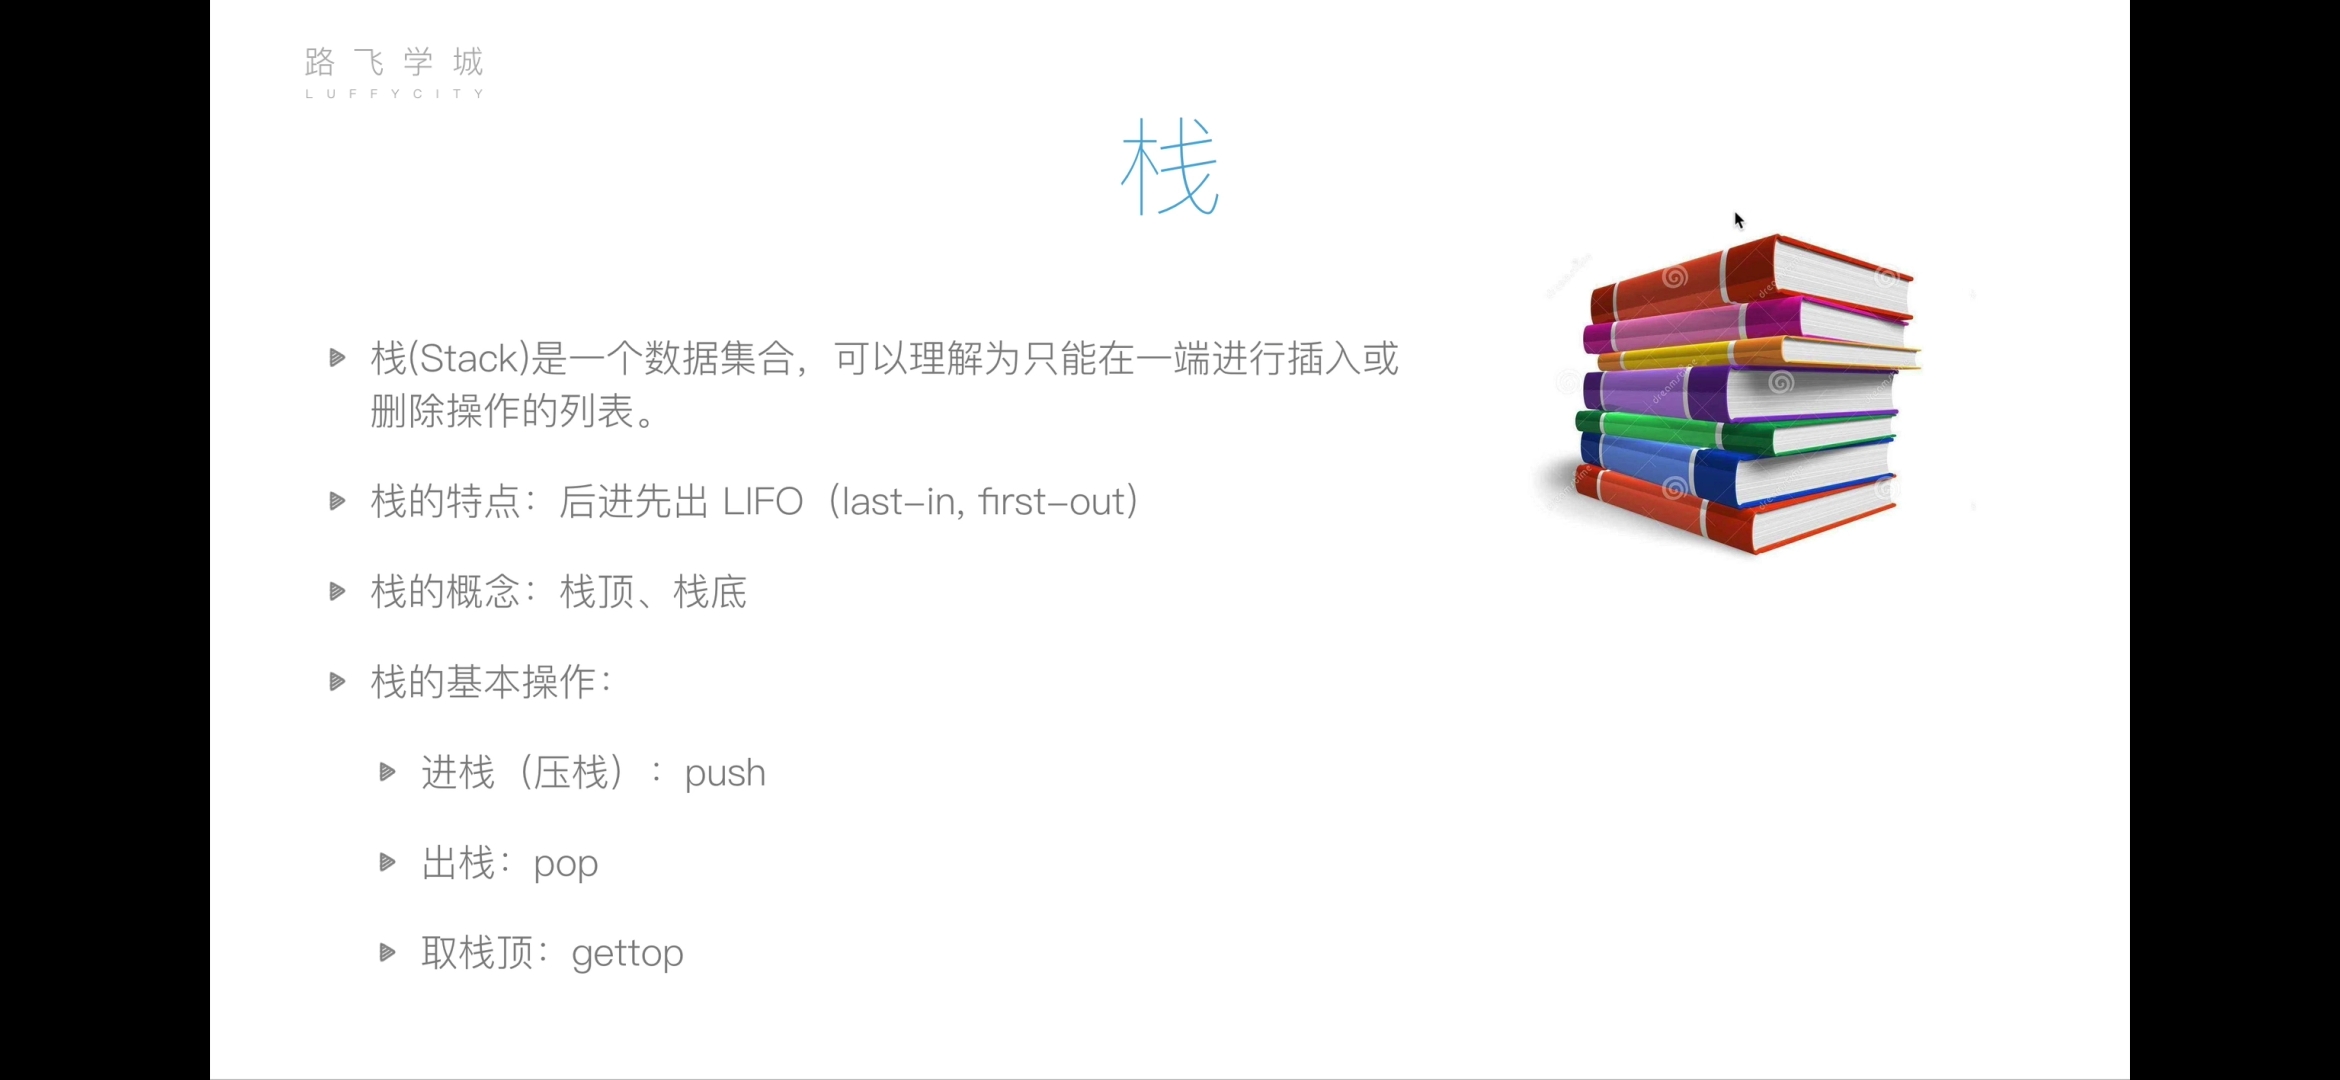 路飞学城
LUFFYCITY
栈
栈(Stack)是一个数据集合，可以理解为只能在一端进行插入或
删除操作的列表。
栈的特点：后进先出 LIFO（last-in, first-out）
栈的概念：栈顶、栈底
栈的基本操作：
进栈（压栈）：push
出栈：pop
取栈顶：gettop